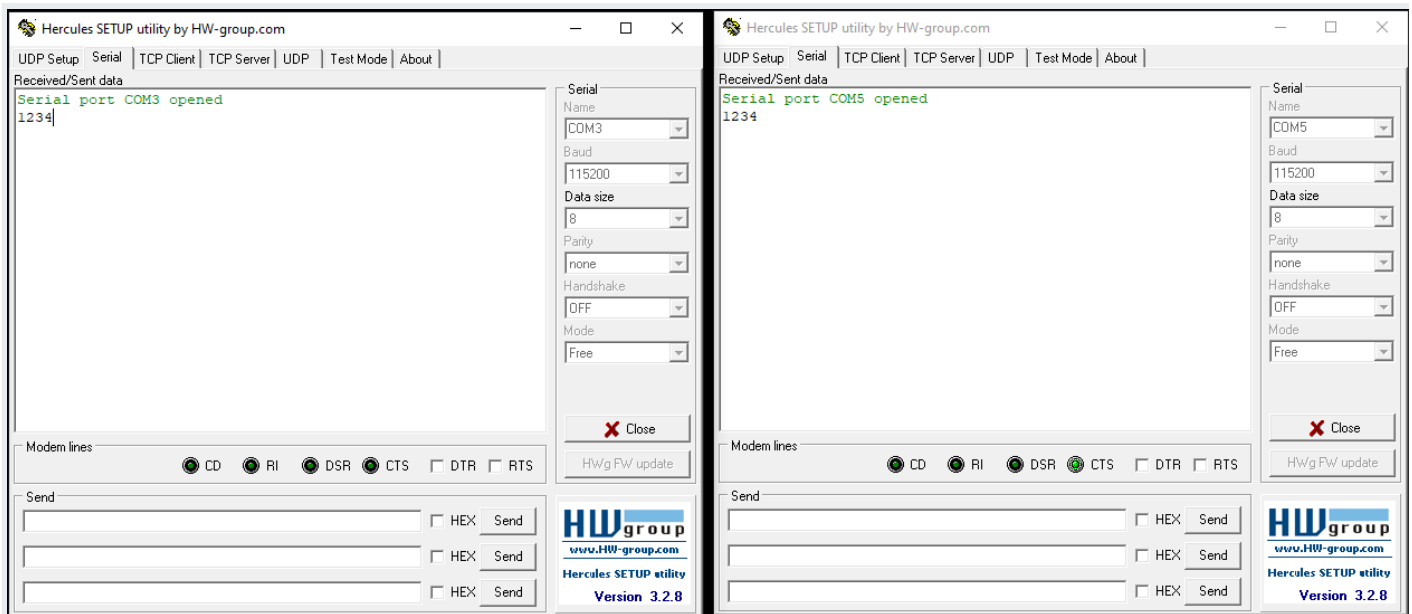 Hercules SETUP utility by HW-group.com
UDP Setup Serial TCP Client TCP Server UDP Test Mode About
Received/Sent data
Serial port COM3 opened
1234
Serial
Name
COM3
Baud
115200
Data size
8
Parity
none
Handshake
OFF
Mode
Free
Close
HWg FW update
Modem lines
CD RI DSR CTS DTR RTS
Send
HEX Send
HEX Send
HEX Send
HWgroup
www.HW-group.com
Hercules SETUP utility
Version 3.2.8
Hercules SETUP utility by HW-group.com
UDP Setup Serial TCP Client TCP Server UDP Test Mode About
Received/Sent data
Serial port COM5 opened
1234
Serial
Name
COM5
Baud
115200
Data size
8
Parity
none
Handshake
OFF
Mode
Free
Close
HWg FW update
Modem lines
CD RI DSR CTS DTR RTS
Send
HEX Send
HEX Send
HEX Send
HWgroup
www.HW-group.com
Hercules SETUP utility
Version 3.2.8